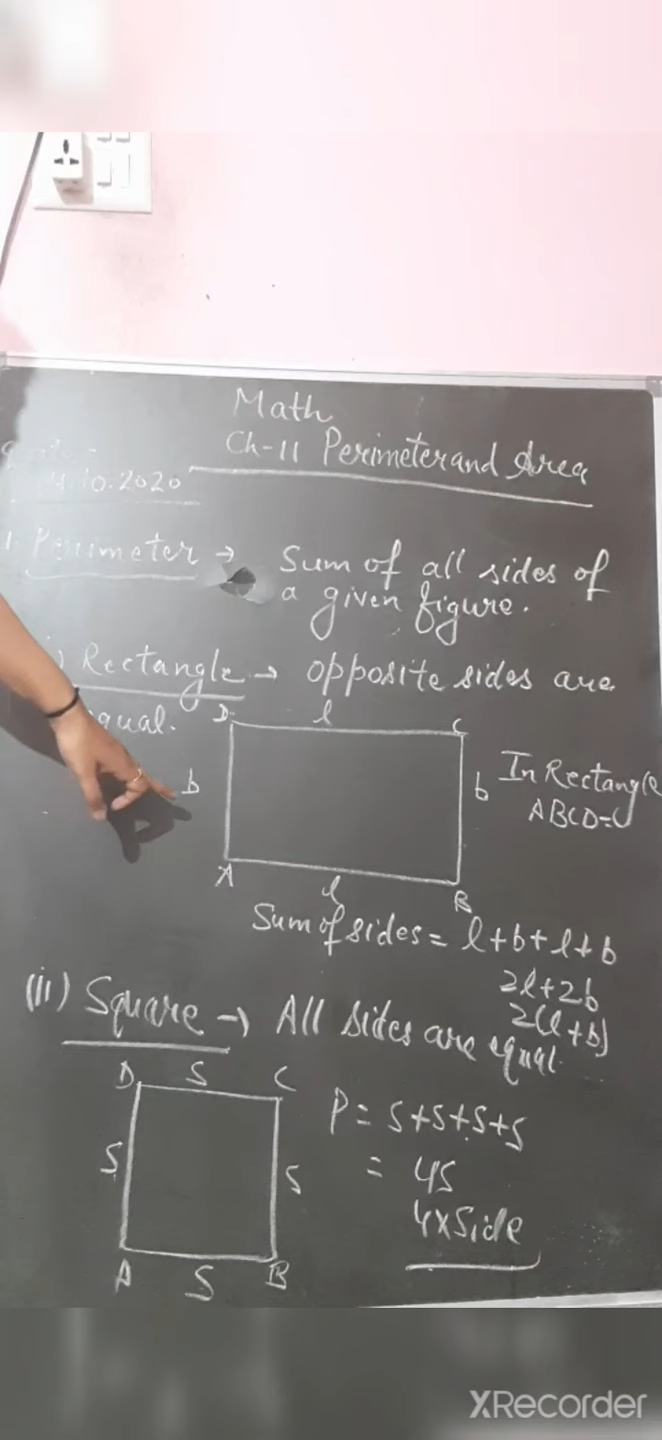 Math
Ch-11 Perimeter and Area
10.2020
1. Perimeter → Sum of all sides of
a given figure.
) Rectangle → opposite sides are
qual.
D l C
b b
In Rectangle
ABCD=
A l B
Sum of sides = l+b+l+b
2l+2b
2(l+b)
(ii) Square → All sides are equal.
D S C
P = S+S+S+S
S S
= 4S
4×Side
A S B
XRecorder